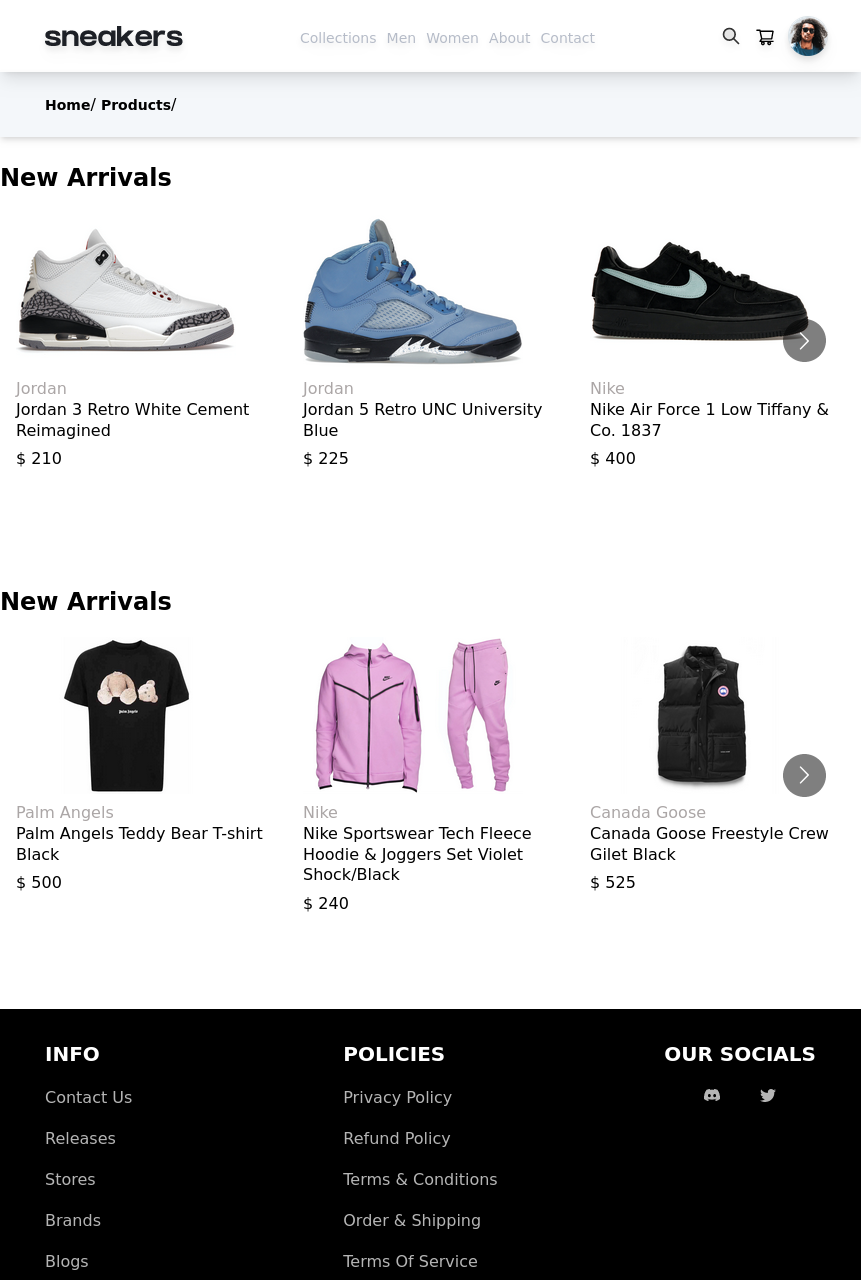 sneakers
Collections Men Women About Contact
Home/ Products/
New Arrivals
Jordan
Jordan 3 Retro White Cement
Reimagined
$ 210
Jordan
Jordan 5 Retro UNC University
Blue
$ 225
Nike
Nike Air Force 1 Low Tiffany &
Co. 1837
$ 400
New Arrivals
Palm Angels
Palm Angels
Palm Angels Teddy Bear T-shirt
Black
$ 500
Nike
Nike Sportswear Tech Fleece
Hoodie & Joggers Set Violet
Shock/Black
$ 240
Canada Goose
Canada Goose Freestyle Crew
Gilet Black
$ 525
INFO
Contact Us
Releases
Stores
Brands
Blogs
POLICIES
Privacy Policy
Refund Policy
Terms & Conditions
Order & Shipping
Terms Of Service
OUR SOCIALS